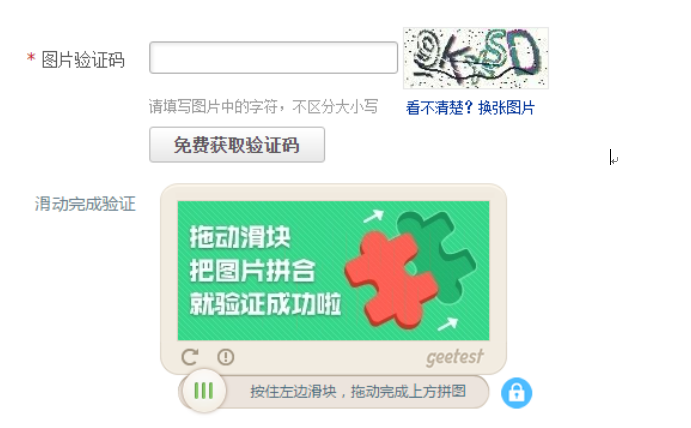 * 图片验证码
请填写图片中的字符，不区分大小写
看不清楚？换张图片
免费获取验证码
滑动完成验证
拖动滑块
把图片拼合
就验证成功啦
geetest
按住左边滑块，拖动完成上方拼图